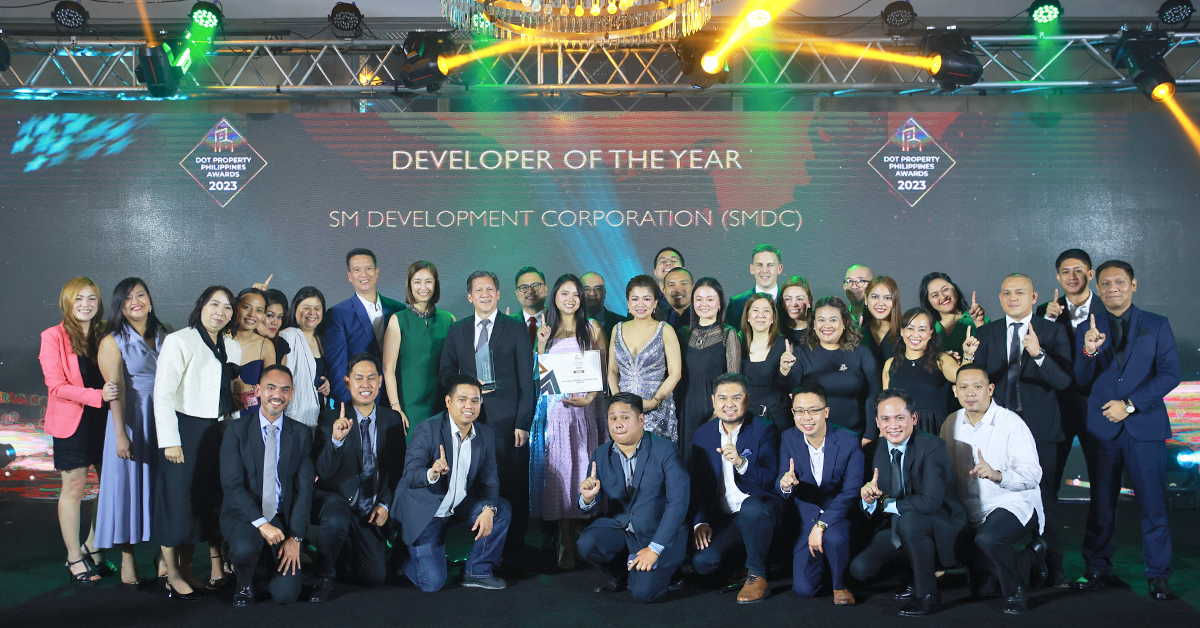 DOT PROPERTY
PHILIPPINES
AWARDS
2023
DEVELOPER OF THE YEAR
SM DEVELOPMENT CORPORATION (SMDC)
DOT PROPERTY
PHILIPPINES
AWARDS
2023